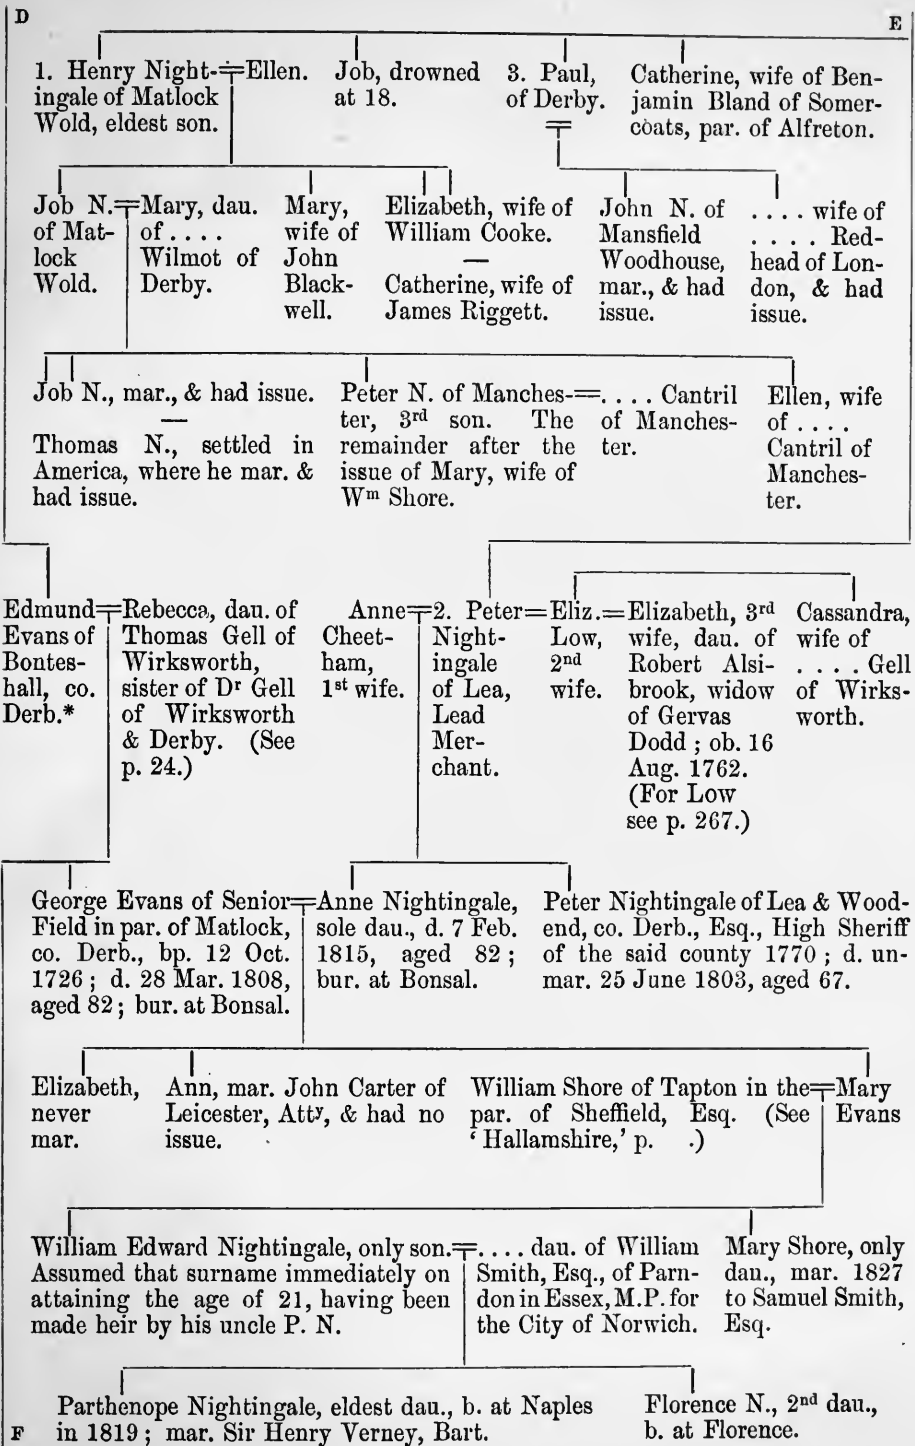 D
E
1. Henry Night-=Ellen.
ingale of Matlock
Wold, eldest son.
Job, drowned
at 18.
3. Paul,
of Derby.
Catherine, wife of Ben-
jamin Bland of Somer-
coats, par. of Alfreton.
Job N.=Mary, dau.
of Mat-
lock
Wold.
of . . . .
Wilmot of
Derby.
Mary,
wife of
John
Black-
well.
Elizabeth, wife of
William Cooke.
—
Catherine, wife of
James Riggett.
John N. of
Mansfield
Woodhouse,
mar., & had
issue.
. . . . wife of
. . . . Red-
head of Lon-
don, & had
issue.
Job N., mar., & had issue.
—
Thomas N., settled in
America, where he mar. &
had issue.
Peter N. of Manches-=. . . . Cantril
ter, 3rd son. The
remainder after the
issue of Mary, wife of
Wm Shore.
of Manches-
ter.
Ellen, wife
of . . . .
Cantril of
Manches-
ter.
Edmund=Rebecca, dau. of
Evans of
Bontes-
hall, co.
Derb.*
Thomas Gell of
Wirksworth,
sister of Dr Gell
of Wirksworth
& Derby. (See
p. 24.)
Anne=2. Peter=Eliz.=Elizabeth, 3rd
Cheet-
ham,
1st wife.
Night-
ingale
of Lea,
Lead
Mer-
chant.
Low,
2nd
wife.
wife, dau. of
Robert Alsi-
brook, widow
of Gervas
Dodd ; ob. 16
Aug. 1762.
(For Low
see p. 267.)
Cassandra,
wife of
. . . . Gell
of Wirks-
worth.
George Evans of Senior=Anne Nightingale,
Field in par. of Matlock,
co. Derb., bp. 12 Oct.
1726 ; d. 28 Mar. 1808,
aged 82 ; bur. at Bonsal.
sole dau., d. 7 Feb.
1815, aged 82 ;
bur. at Bonsal.
Peter Nightingale of Lea & Wood-
end, co. Derb., Esq., High Sheriff
of the said county 1770 ; d. un-
mar. 25 June 1803, aged 67.
Elizabeth,
never
mar.
Ann, mar. John Carter of
Leicester, Atty, & had no
issue.
William Shore of Tapton in the=Mary
par. of Sheffield, Esq. (See
‘ Hallamshire,’ p. .)
Evans
William Edward Nightingale, only son.=. . . . dau. of William
Assumed that surname immediately on
attaining the age of 21, having been
made heir by his uncle P. N.
Smith, Esq., of Parn-
don in Essex, M.P. for
the City of Norwich.
Mary Shore, only
dau., mar. 1827
to Samuel Smith,
Esq.
Parthenope Nightingale, eldest dau., b. at Naples
in 1819 ; mar. Sir Henry Verney, Bart.
Florence N., 2nd dau.,
b. at Florence.
F